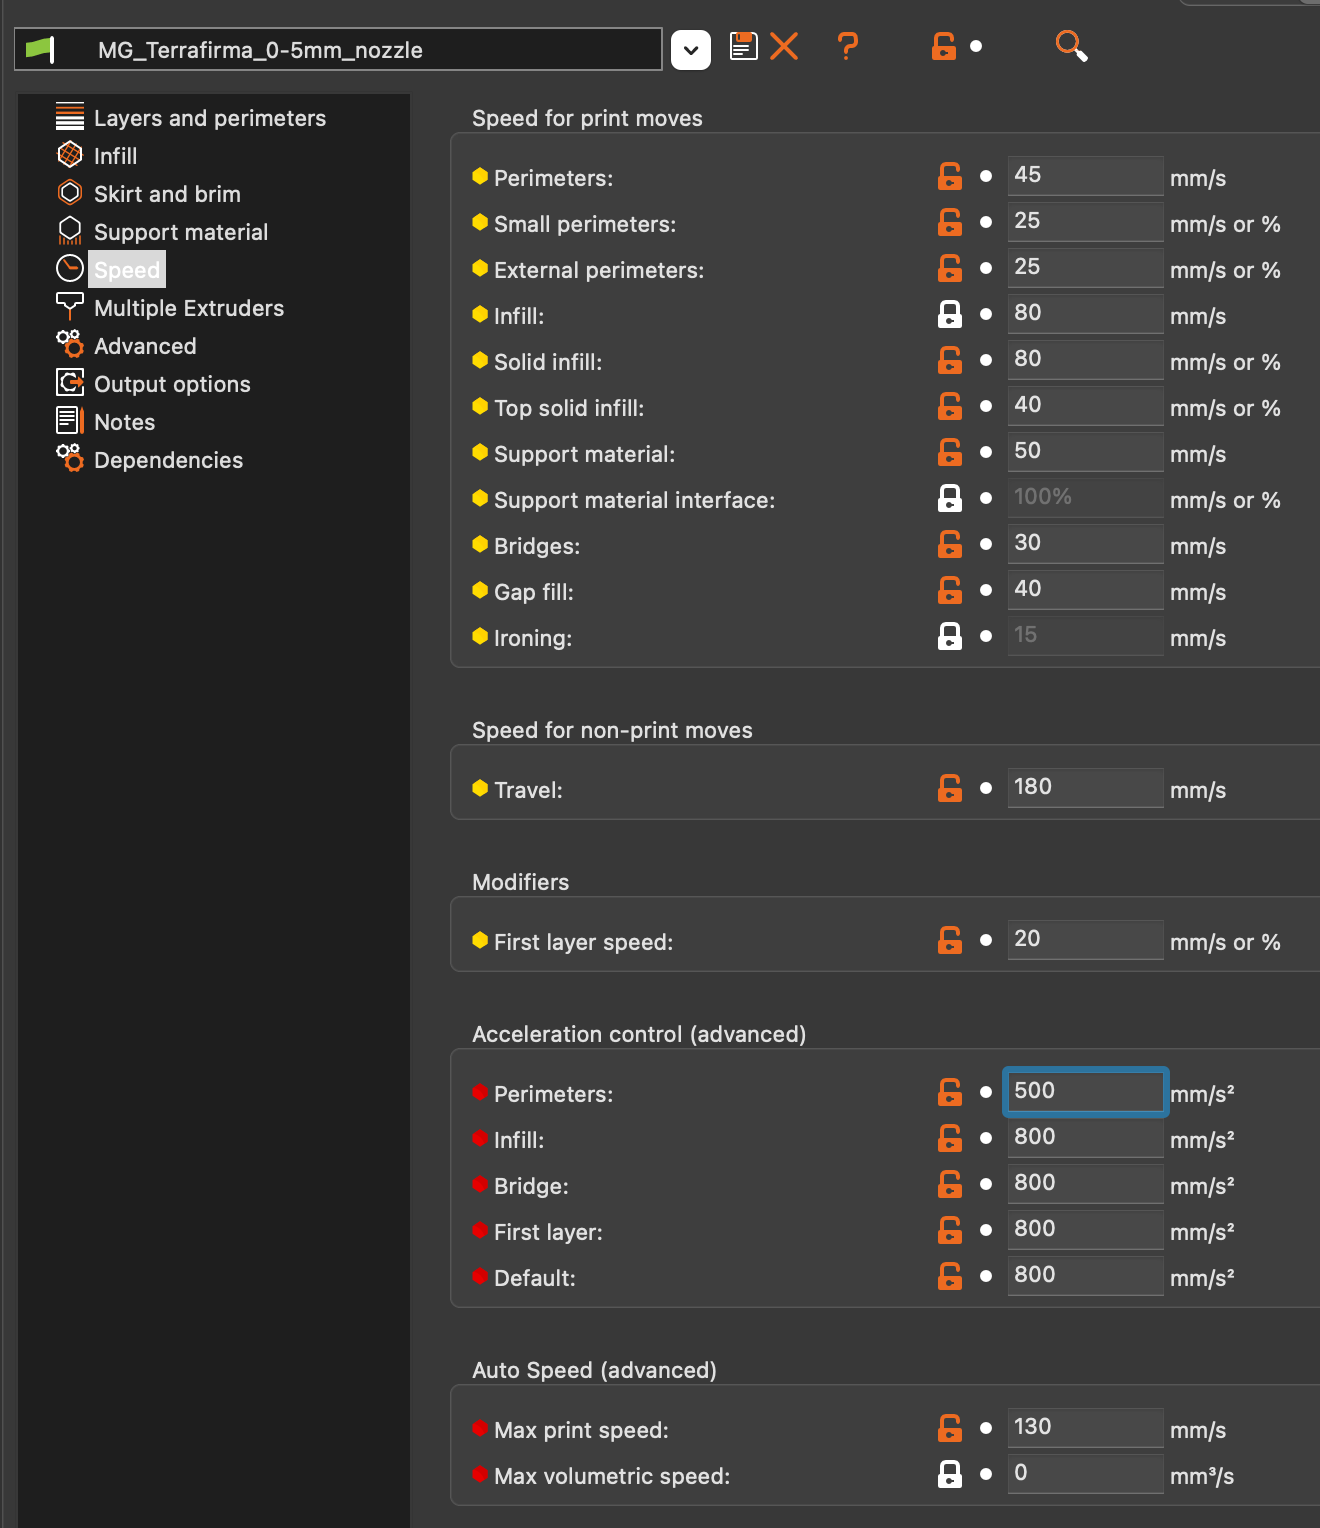 MG_Terrafirma_0-5mm_nozzle
Layers and perimeters
Infill
Skirt and brim
Support material
Speed
Multiple Extruders
Advanced
Output options
Notes
Dependencies
Speed for print moves
Perimeters: 45 mm/s
Small perimeters: 25 mm/s or %
External perimeters: 25 mm/s or %
Infill: 80 mm/s
Solid infill: 80 mm/s or %
Top solid infill: 40 mm/s or %
Support material: 50 mm/s
Support material interface: 100% mm/s or %
Bridges: 30 mm/s
Gap fill: 40 mm/s
Ironing: 15 mm/s
Speed for non-print moves
Travel: 180 mm/s
Modifiers
First layer speed: 20 mm/s or %
Acceleration control (advanced)
Perimeters: 500 mm/s²
Infill: 800 mm/s²
Bridge: 800 mm/s²
First layer: 800 mm/s²
Default: 800 mm/s²
Auto Speed (advanced)
Max print speed: 130 mm/s
Max volumetric speed: 0 mm³/s